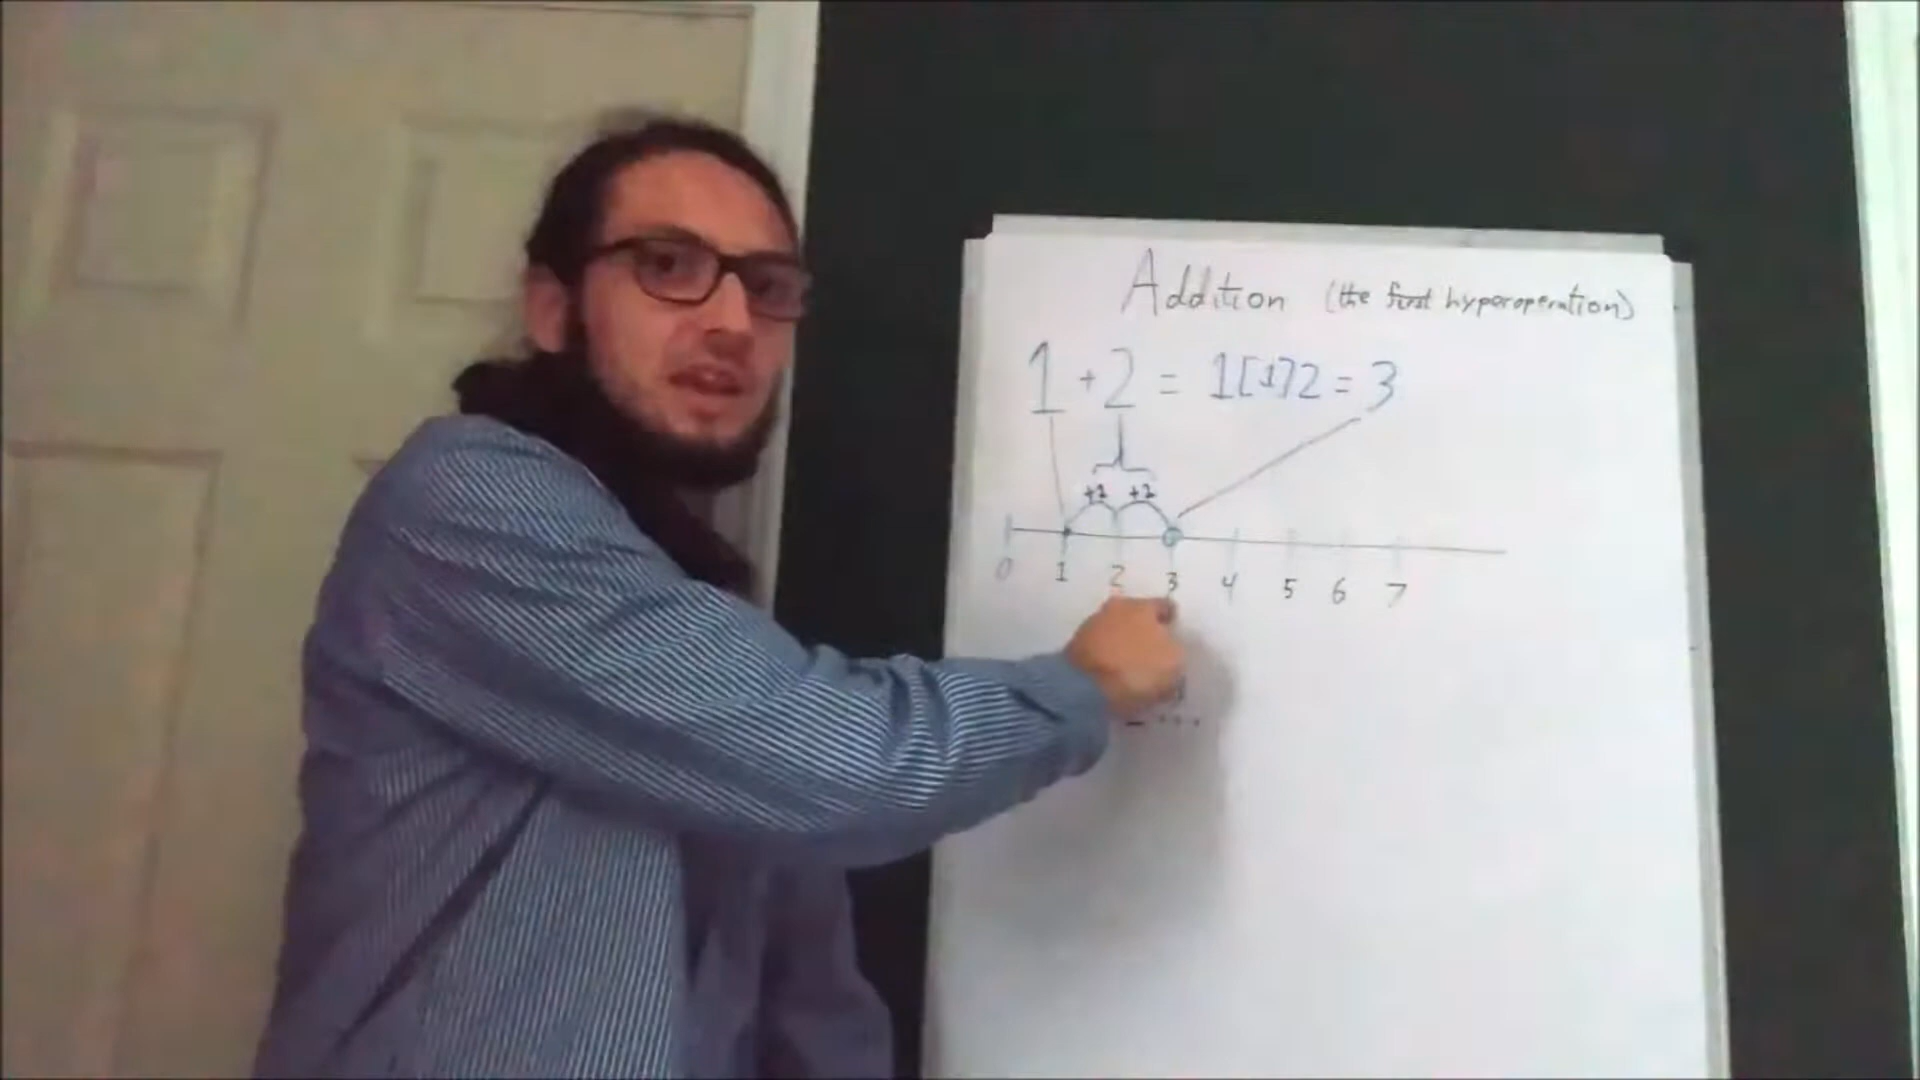 Addition (the first hyperoperation)
1 + 2 = 1[1]2 = 3
+1 +1
0 1 2 3 4 5 6 7